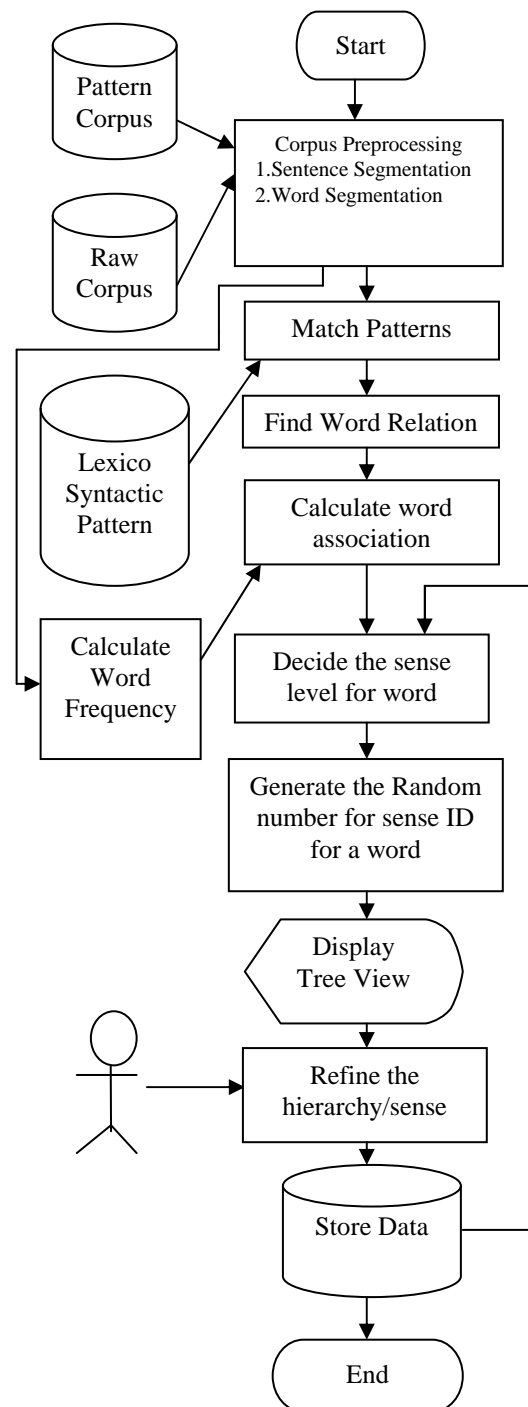 Start
Pattern
Corpus
Corpus Preprocessing
1.Sentence Segmentation
2.Word Segmentation
Raw
Corpus
Match Patterns
Find Word Relation
Lexico
Syntactic
Pattern
Calculate word
association
Calculate
Word
Frequency
Decide the sense
level for word
Generate the Random
number for sense ID
for a word
Display
Tree View
Refine the
hierarchy/sense
Store Data
End